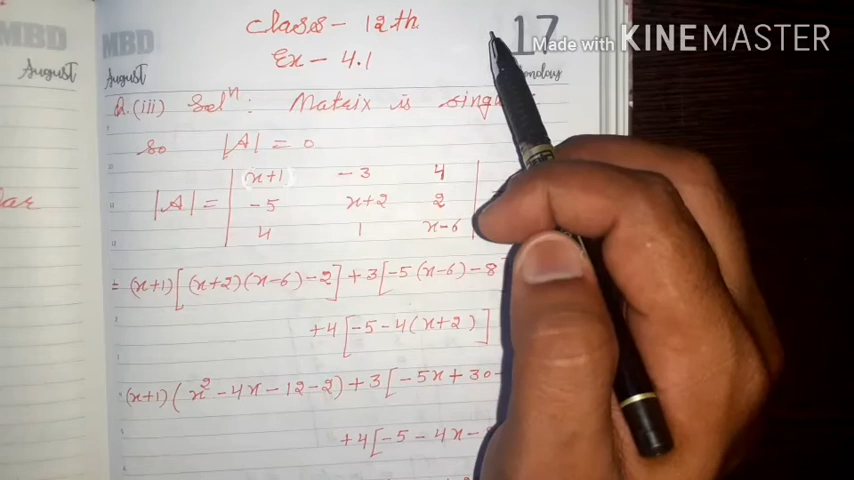 Made with KINEMASTER
MBD
August
MBD
August
17
Monday
Class - 12th
Ex - 4.1
Q.(iii) Solⁿ: Matrix is
So |A| = 0
|A| = | x+1 -3 4
-5 x+2 2
4 1 x-6 |
= (x+1)[(x+2)(x-6)-2] +3[-5(x-6)-8
+4[-5-4(x+2)]
(x+1)(x²-4x-12-2)+3[-5x+30-
+4[-5-4x-